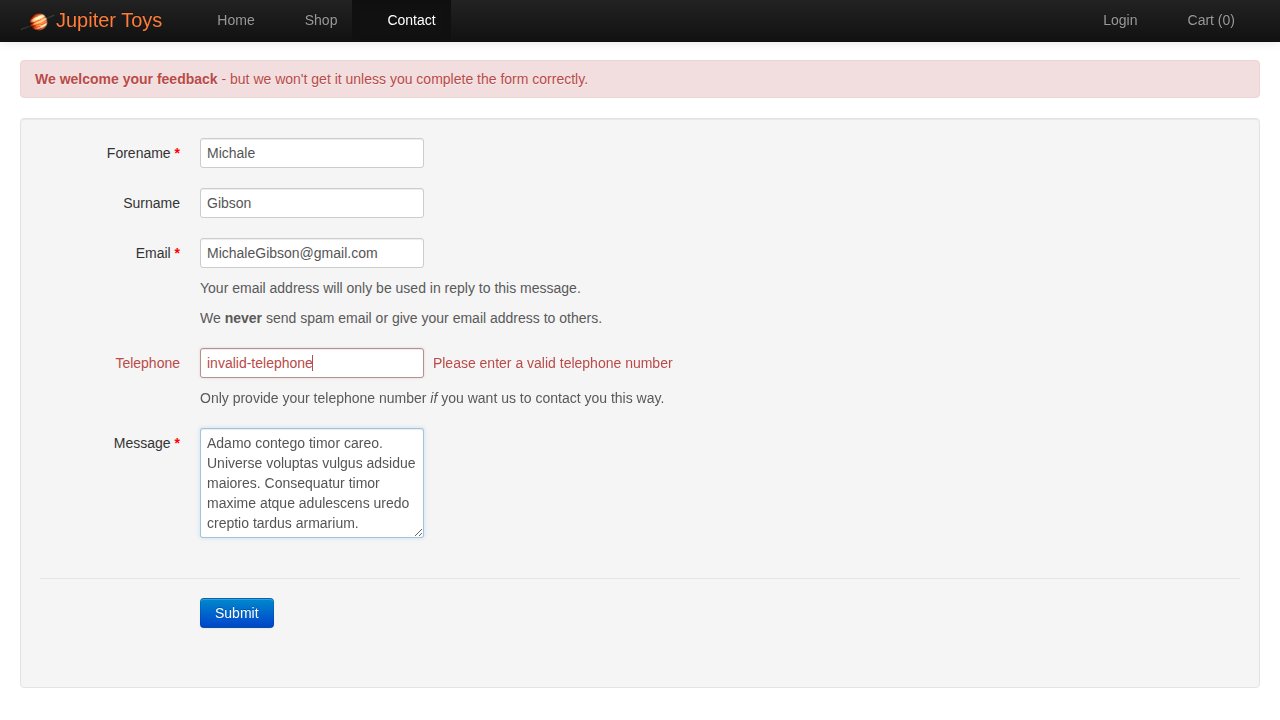 Jupiter Toys Home Shop Contact Login Cart (0)
We welcome your feedback - but we won't get it unless you complete the form correctly.
Forename * Michale
Surname Gibson
Email * MichaleGibson@gmail.com
Your email address will only be used in reply to this message.
We never send spam email or give your email address to others.
Telephone invalid-telephone Please enter a valid telephone number
Only provide your telephone number if you want us to contact you this way.
Message * Adamo contego timor careo.
Universe voluptas vulgus adsidue
maiores. Consequatur timor
maxime atque adulescens uredo
creptio tardus armarium.
Submit